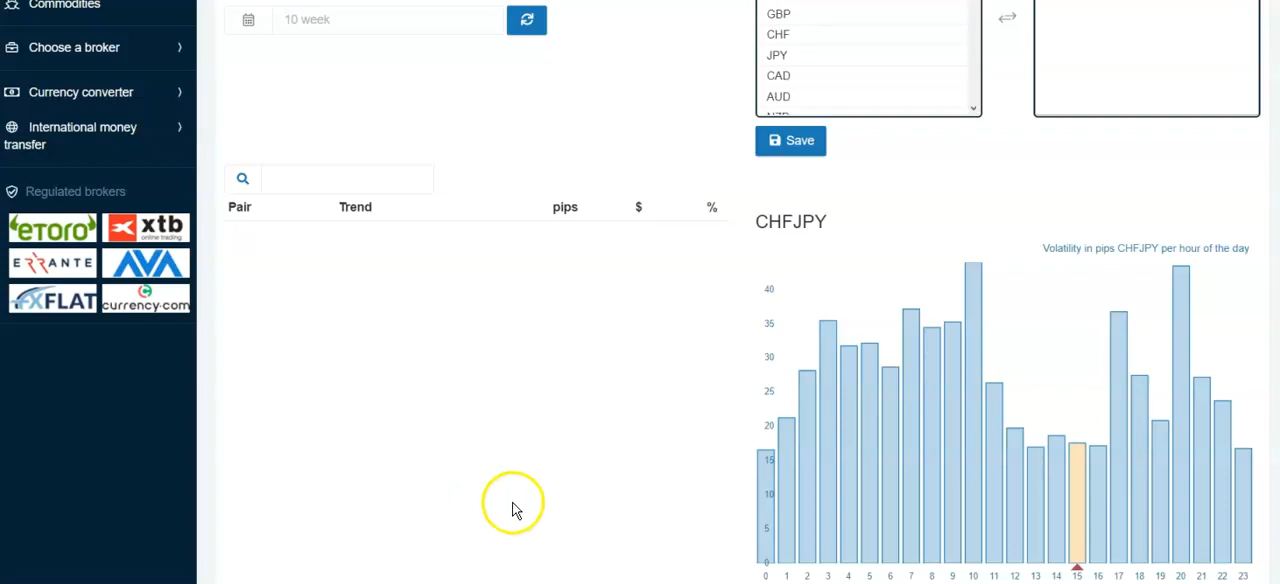 Commodities
Choose a broker
Currency converter
International money
transfer
Regulated brokers
eTORO
xtb
online trading
ERRANTE
AVA
FXFLAT
currency.com
10 week
Pair Trend pips $ %
GBP
CHF
JPY
CAD
AUD
NZD
Save
CHFJPY
Volatility in pips CHFJPY per hour of the day
40
35
30
25
20
15
10
5
0
0 1 2 3 4 5 6 7 8 9 10 11 12 13 14 15 16 17 18 19 20 21 22 23